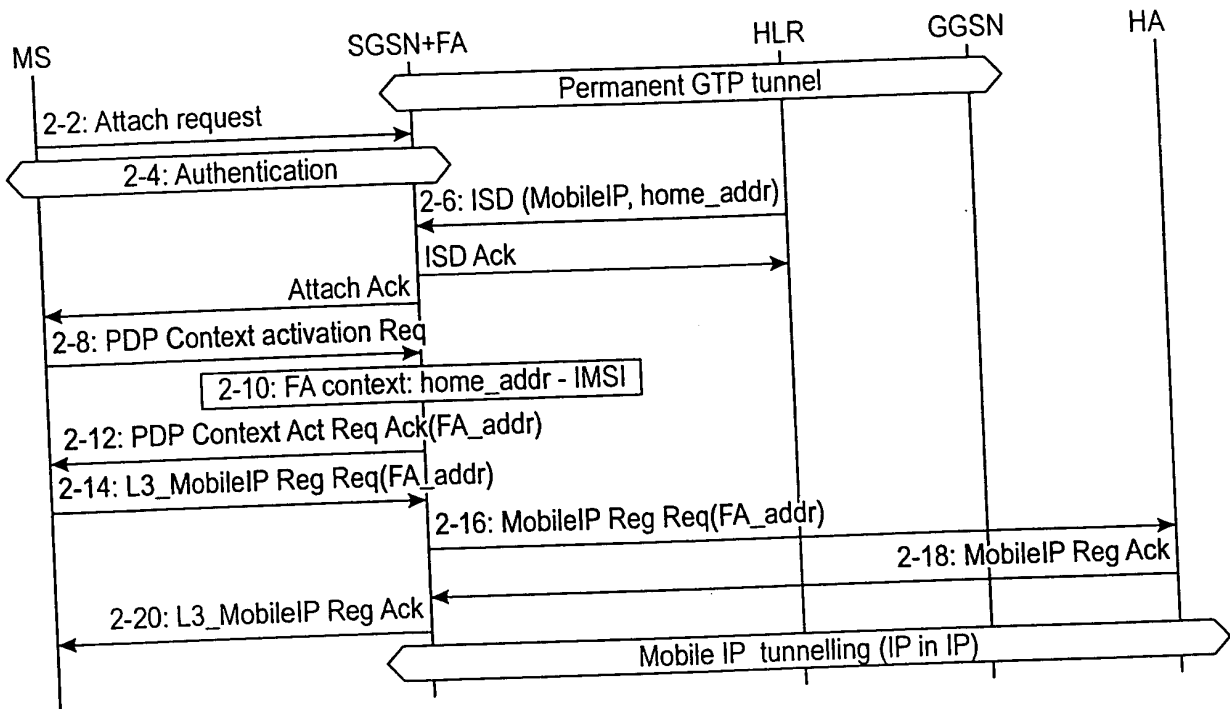 MS
SGSN+FA
HLR
GGSN
HA
Permanent GTP tunnel
2-2: Attach request
2-4: Authentication
2-6: ISD (MobileIP, home_addr)
ISD Ack
Attach Ack
2-8: PDP Context activation Req
2-10: FA context: home_addr - IMSI
2-12: PDP Context Act Req Ack(FA_addr)
2-14: L3_MobileIP Reg Req(FA_addr)
2-16: MobileIP Reg Req(FA_addr)
2-18: MobileIP Reg Ack
2-20: L3_MobileIP Reg Ack
Mobile IP tunnelling (IP in IP)